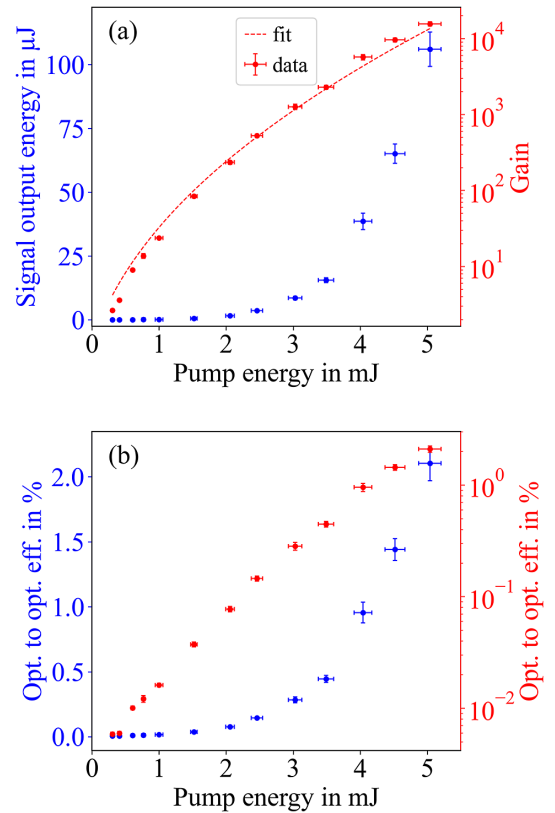 (a)
fit
data
100
75
50
25
0
10^4
10^3
10^2
10^1
Signal output energy in µJ
Gain
0 1 2 3 4 5
Pump energy in mJ
(b)
2.0
1.5
1.0
0.5
0.0
10^0
10^-1
10^-2
Opt. to opt. eff. in %
Opt. to opt. eff. in %
0 1 2 3 4 5
Pump energy in mJ